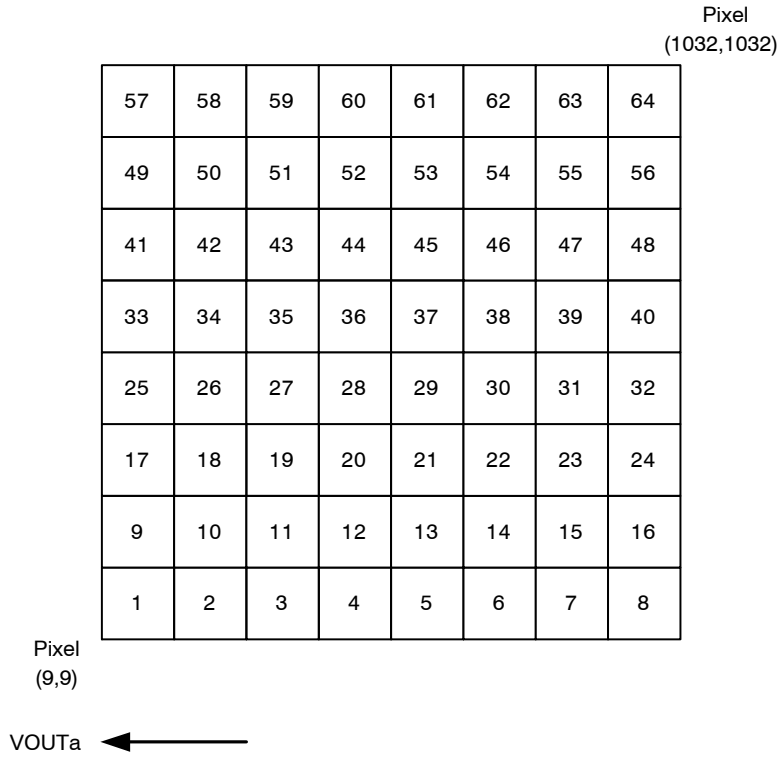 Pixel
(1032,1032)
57 58 59 60 61 62 63 64
49 50 51 52 53 54 55 56
41 42 43 44 45 46 47 48
33 34 35 36 37 38 39 40
25 26 27 28 29 30 31 32
17 18 19 20 21 22 23 24
9 10 11 12 13 14 15 16
1 2 3 4 5 6 7 8
Pixel
(9,9)
VOUTa